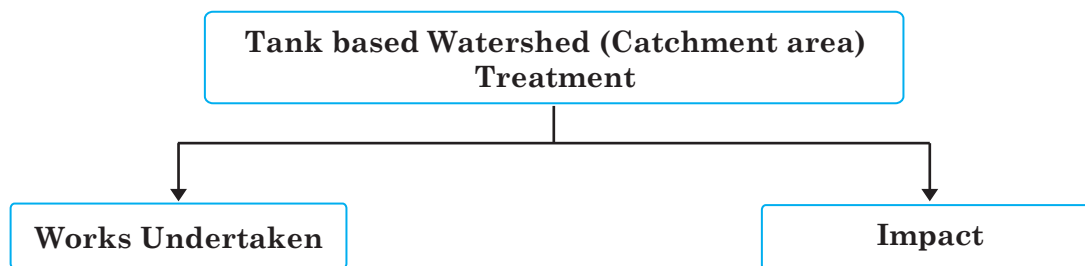 Tank based Watershed (Catchment area)
Treatment
Works Undertaken
Impact